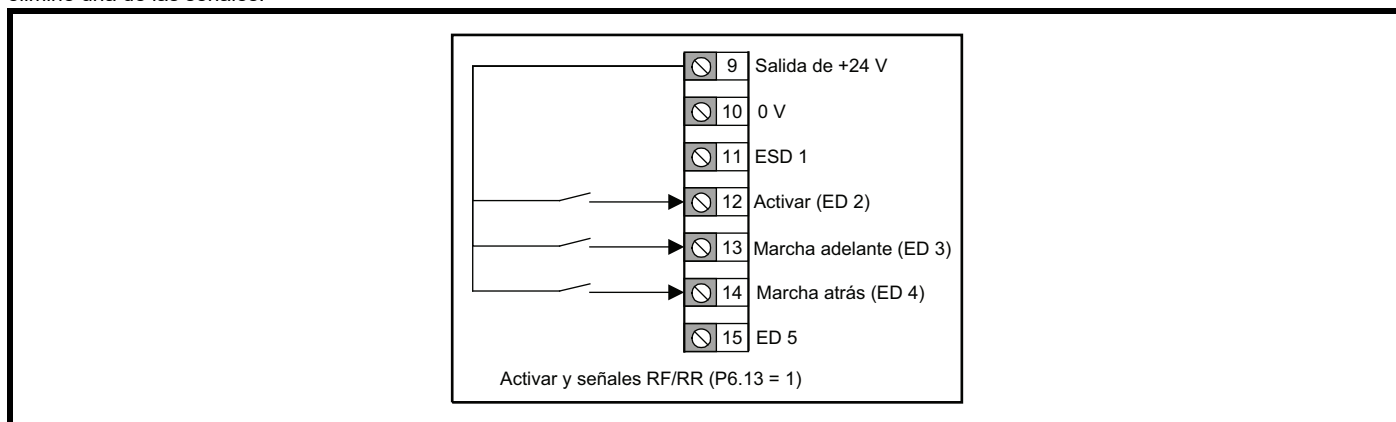 9 Salida de +24 V
10 0 V
11 ESD 1
12 Activar (ED 2)
13 Marcha adelante (ED 3)
14 Marcha atrás (ED 4)
15 ED 5
Activar y señales RF/RR (P6.13 = 1)